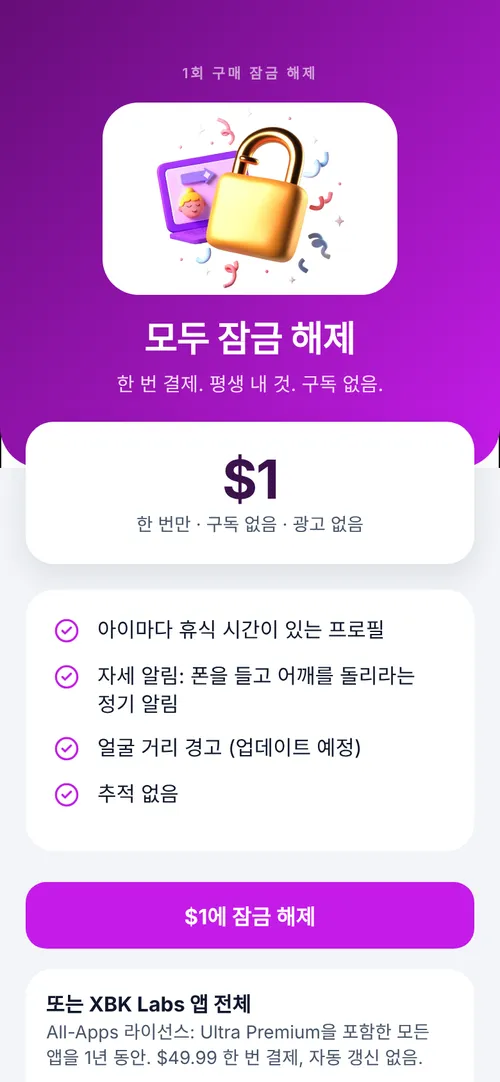 1회 구매 잠금 해제
모두 잠금 해제
한 번 결제. 평생 내 것. 구독 없음.
$1
한 번만 · 구독 없음 · 광고 없음
아이마다 휴식 시간이 있는 프로필
자세 알림: 폰을 들고 어깨를 돌리라는
정기 알림
얼굴 거리 경고 (업데이트 예정)
추적 없음
$1에 잠금 해제
또는 XBK Labs 앱 전체
All-Apps 라이선스: Ultra Premium을 포함한 모든
앱을 1년 동안. $49.99 한 번 결제, 자동 갱신 없음.